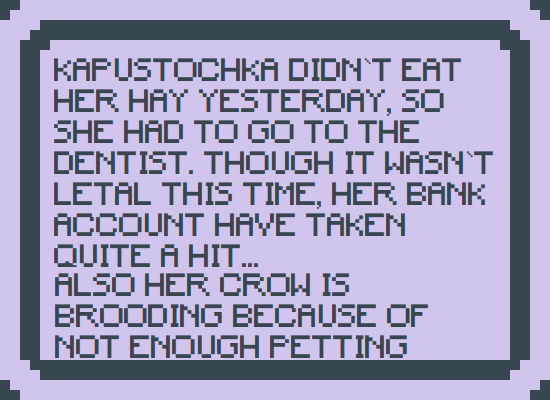 KAPUSTOCHKA DIDN`T EAT
HER HAY YESTERDAY, SO
SHE HAD TO GO TO THE
DENTIST. THOUGH IT WASN`T
LETAL THIS TIME, HER BANK
ACCOUNT HAVE TAKEN
QUITE A HIT...
ALSO HER CROW IS
BROODING BECAUSE OF
NOT ENOUGH PETTING